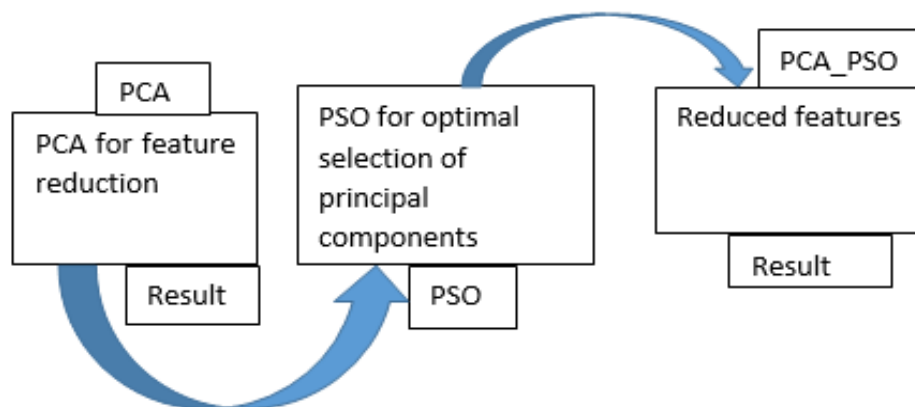 PCA
PCA for feature
reduction
Result
PSO for optimal
selection of
principal
components
PSO
PCA_PSO
Reduced features
Result